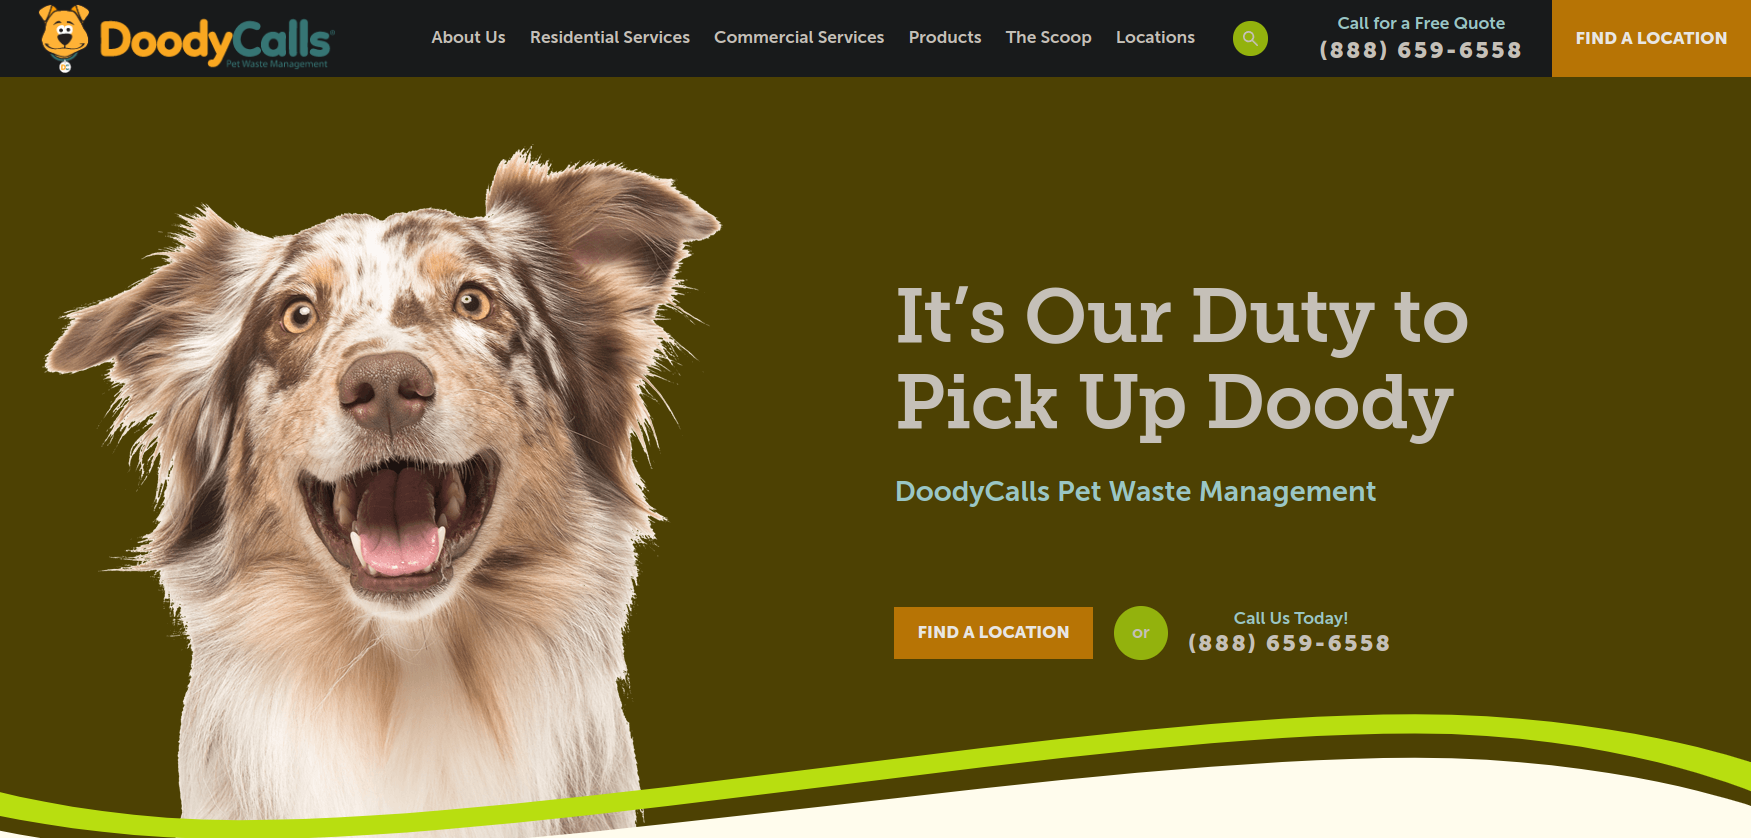 DoodyCalls
Pet Waste Management
About Us
Residential Services
Commercial Services
Products
The Scoop
Locations
Call for a Free Quote
(888) 659-6558
FIND A LOCATION
It's Our Duty to
Pick Up Doody
DoodyCalls Pet Waste Management
FIND A LOCATION
or
Call Us Today!
(888) 659-6558